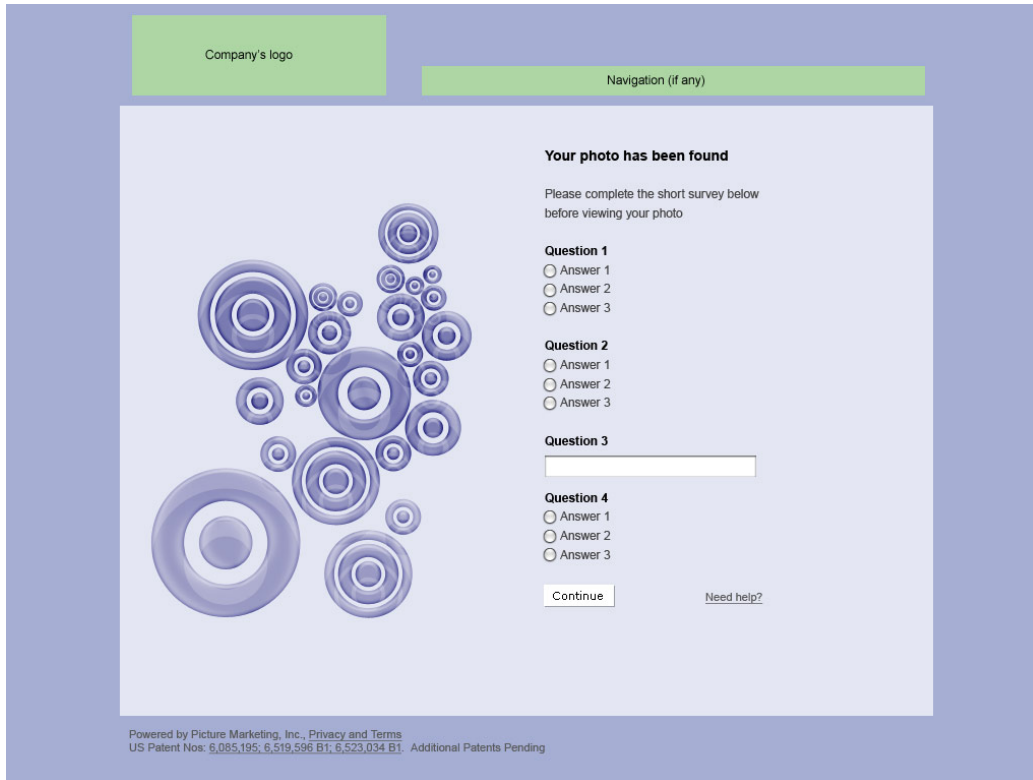 Company's logo
Navigation (if any)
Your photo has been found
Please complete the short survey below
before viewing your photo
Question 1
Answer 1
Answer 2
Answer 3
Question 2
Answer 1
Answer 2
Answer 3
Question 3
Question 4
Answer 1
Answer 2
Answer 3
Continue
Need help?
Powered by Picture Marketing, Inc., Privacy and Terms
US Patent Nos: 6,085,195; 6,519,596 B1; 6,523,034 B1. Additional Patents Pending